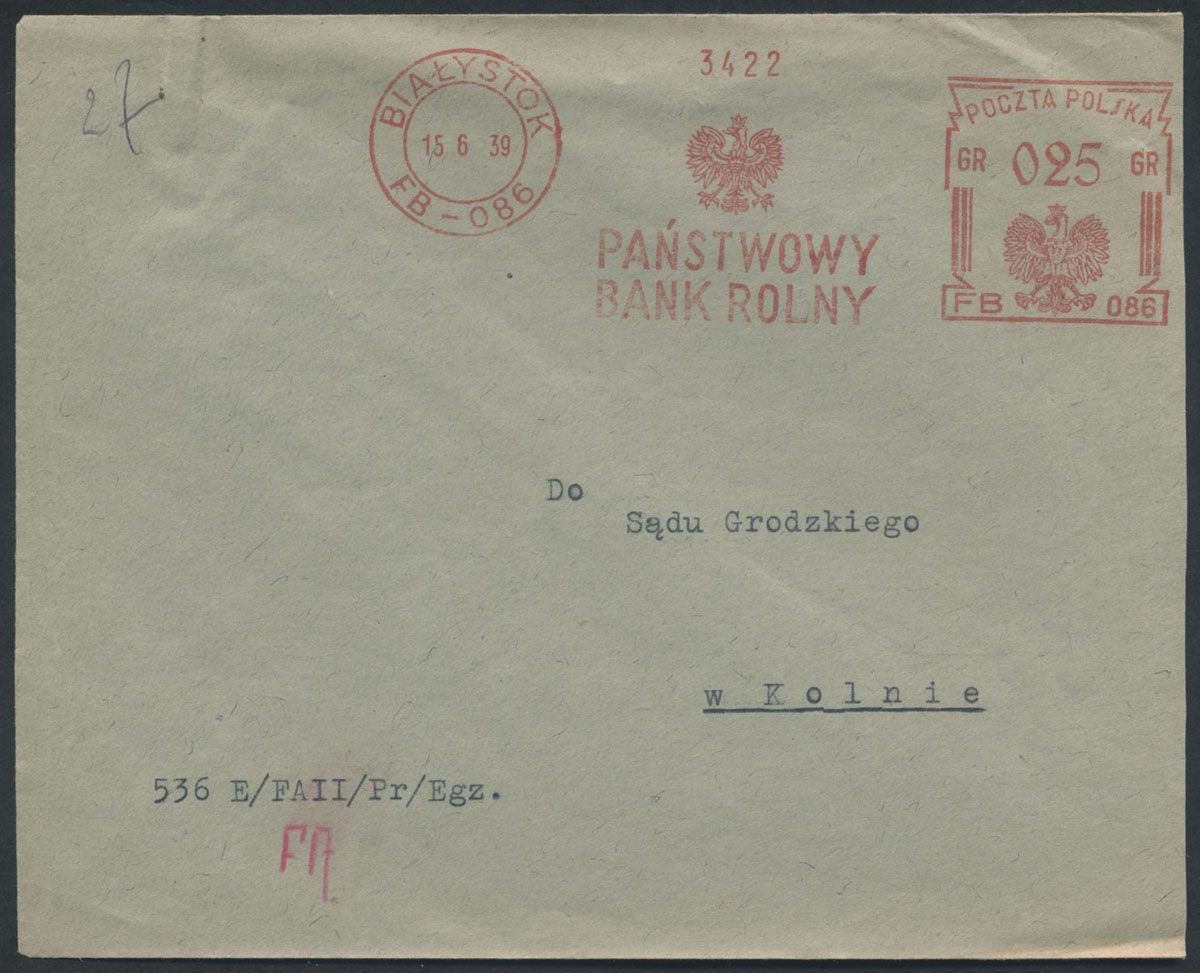 27
BIAŁYSTOK
15 6 39
FB-086
3422
PAŃSTWOWY
BANK ROLNY
POCZTA POLSKA
GR 025 GR
FB 086
Do
Sądu Grodzkiego
w Kolnie
536 E/FAII/Pr/Egz.
FA